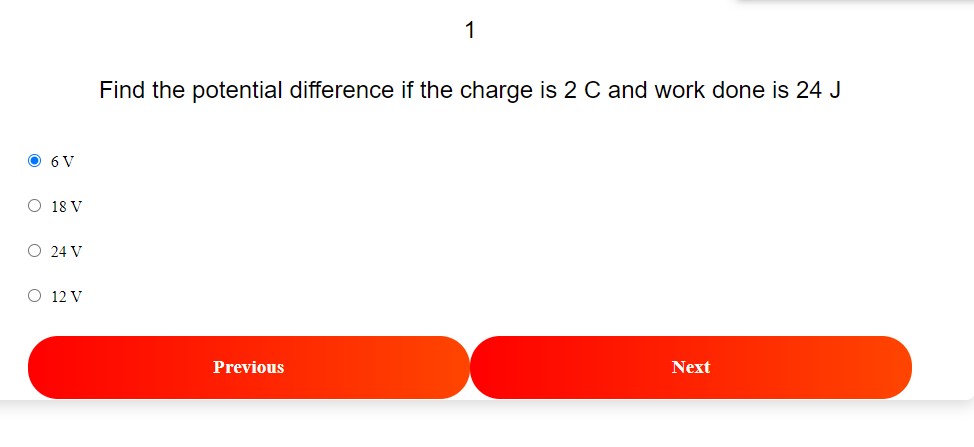 1
Find the potential difference if the charge is 2 C and work done is 24 J
6 V
18 V
24 V
12 V
Previous
Next